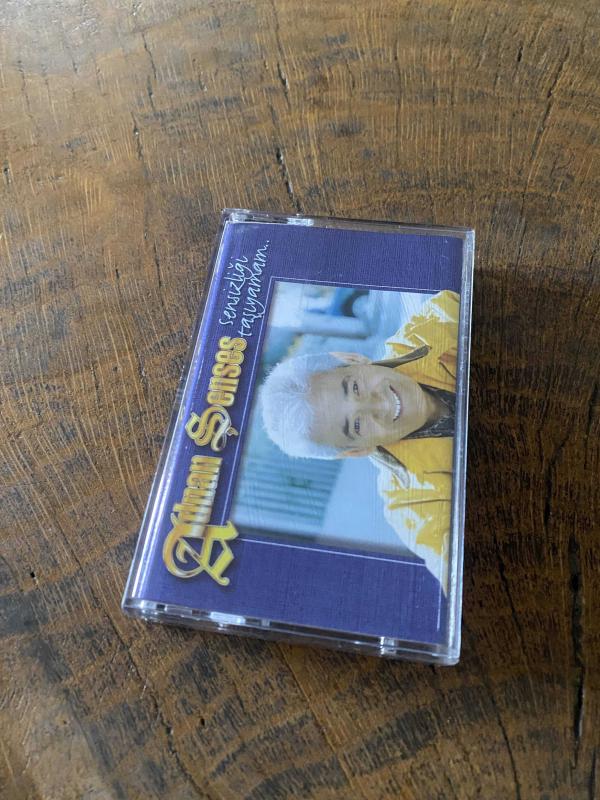 Adnan Şenses
sensizliği
taşıyamam..